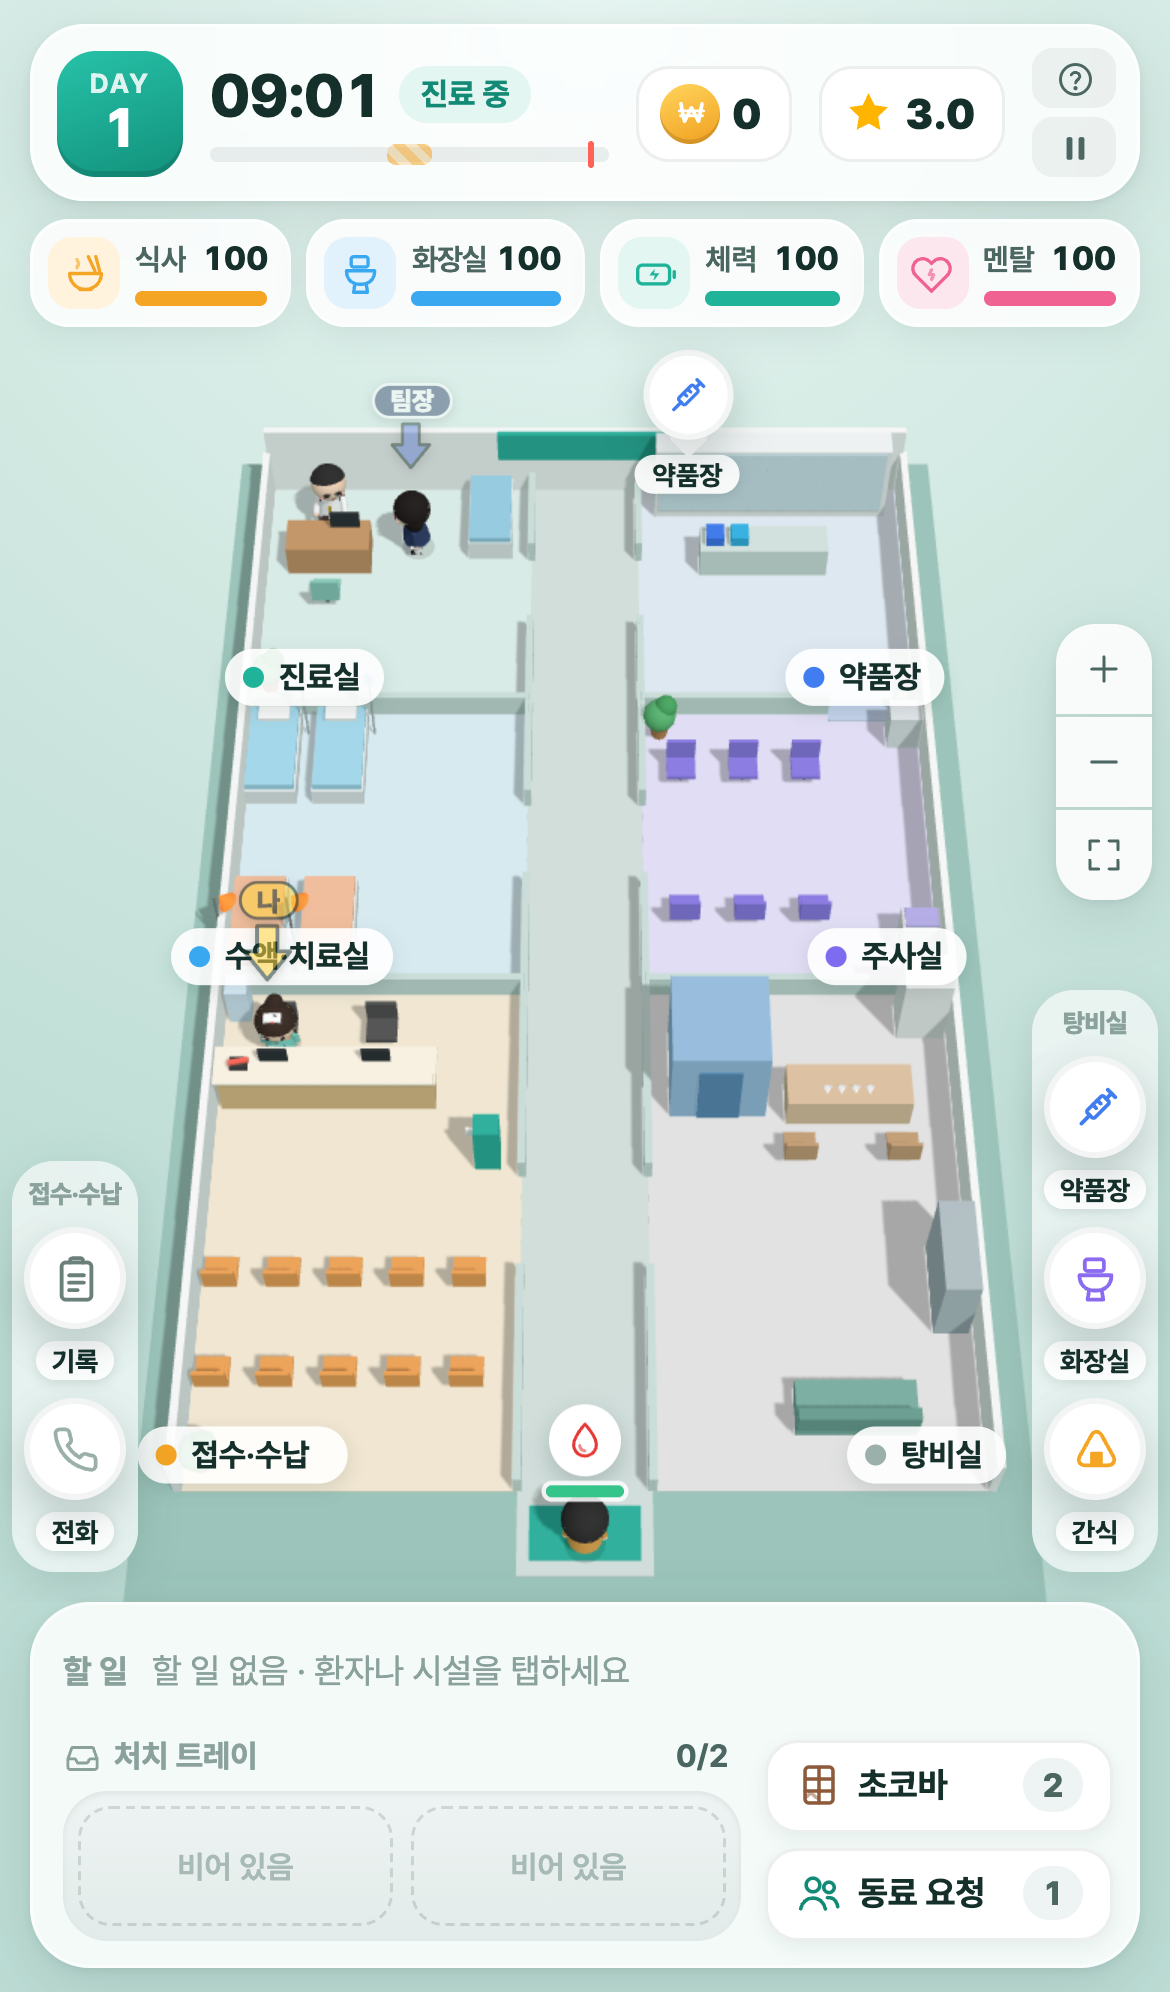 DAY
1
09:01
진료 중
0
3.0
식사 100
화장실 100
체력 100
멘탈 100
팀장
약품장
진료실
약품장
나
수액·치료실
주사실
탕비실
약품장
화장실
간식
접수·수납
기록
전화
접수·수납
탕비실
할 일 할 일 없음 · 환자나 시설을 탭하세요
처치 트레이 0/2
비어 있음 비어 있음
초코바 2
동료 요청 1